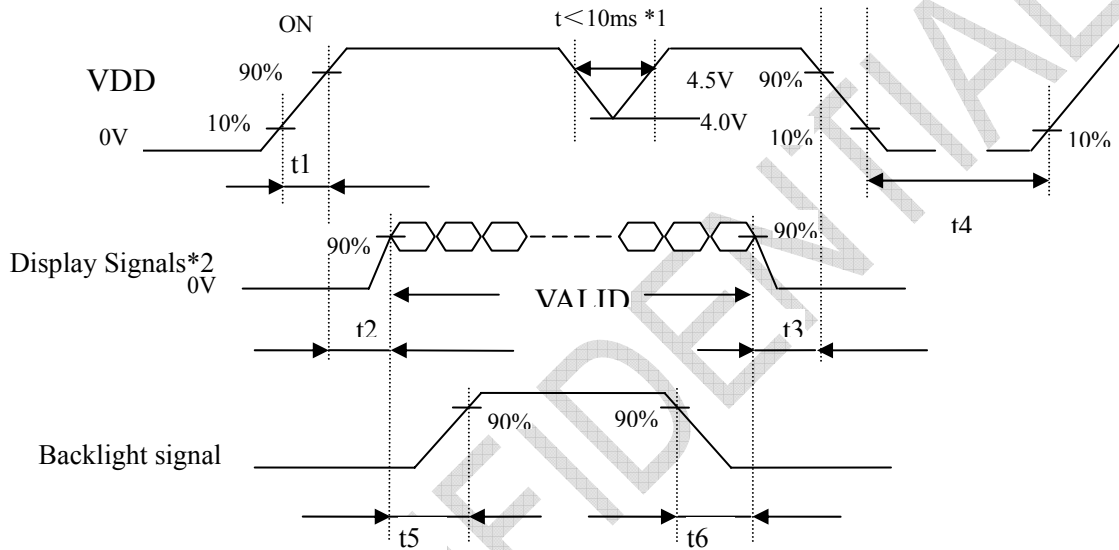 ON
t＜10ms *1
90%
VDD
4.5V
90%
0V
10%
4.0V
10%
10%
t1
t4
90%
90%
Display Signals*2
0V
VALID
t2
t3
90%
90%
Backlight signal
t5
t6
FIDENTIAL